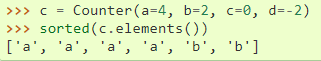 >>> c = Counter(a=4, b=2, c=0, d=-2)
>>> sorted(c.elements())
['a', 'a', 'a', 'a', 'b', 'b']